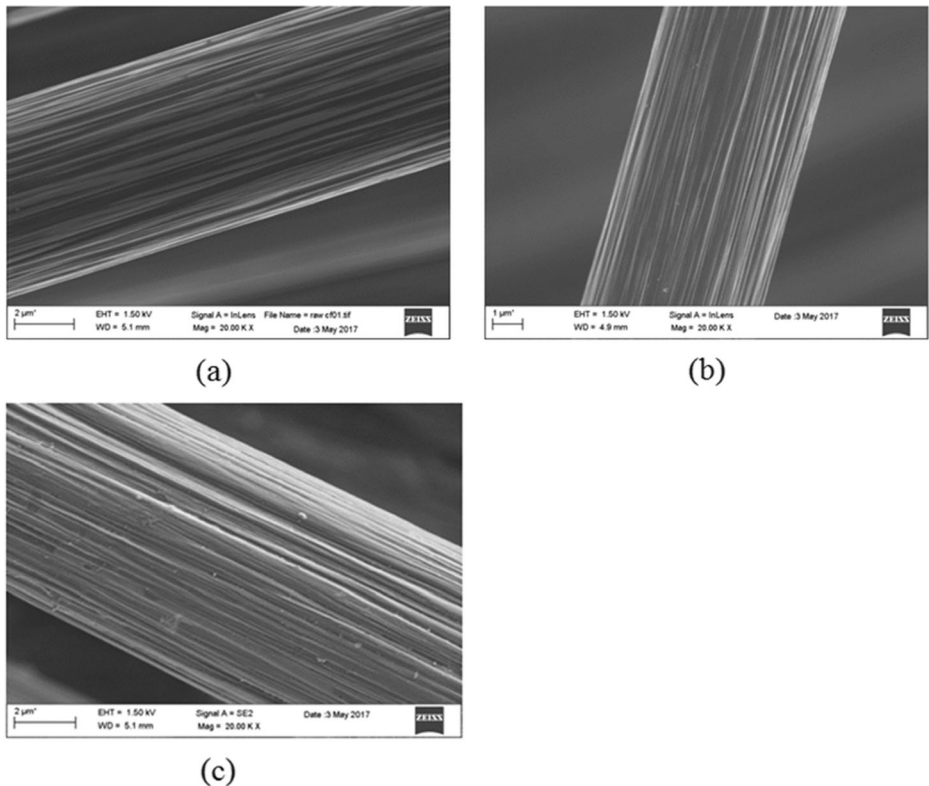 2 µm*
EHT = 1.50 kV
Signal A = InLens
File Name = raw cf01.tif
WD = 5.1 mm
Mag = 20.00 K X
Date :3 May 2017
ZEISS
(a)
1 µm*
EHT = 1.50 kV
Signal A = InLens
Date :3 May 2017
WD = 4.9 mm
Mag = 20.00 K X
ZEISS
(b)
2 µm*
EHT = 1.50 kV
Signal A = SE2
Date :3 May 2017
WD = 5.1 mm
Mag = 20.00 K X
ZEISS
(c)